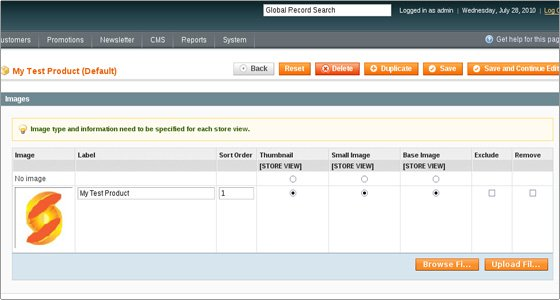 Global Record Search
Logged in as admin | Wednesday, July 28, 2010 | Log O
ustomers Promotions Newsletter CMS Reports System Get help for this pag
My Test Product (Default) Back Reset Delete Duplicate Save Save and Continue Edit
Images
Image type and information need to be specified for each store view.
Image Label Sort Order Thumbnail Small Image Base Image Exclude Remove
[STORE VIEW] [STORE VIEW] [STORE VIEW]
No image
My Test Product 1
Browse Fi... Upload Fil...